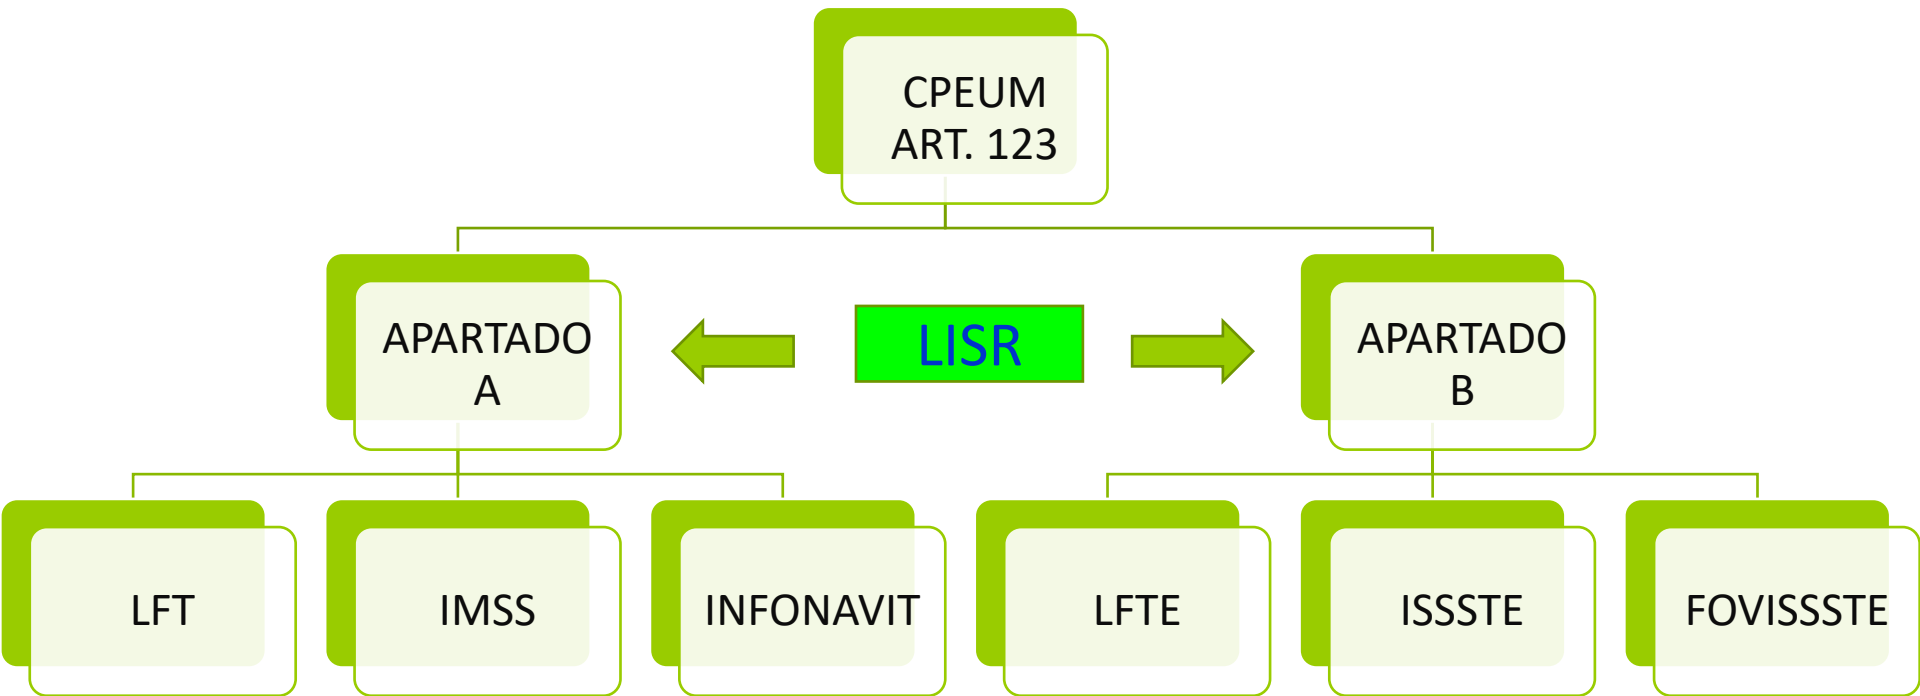 CPEUM
ART. 123
APARTADO
A
LISR
APARTADO
B
LFT
IMSS
INFONAVIT
LFTE
ISSSTE
FOVISSSTE